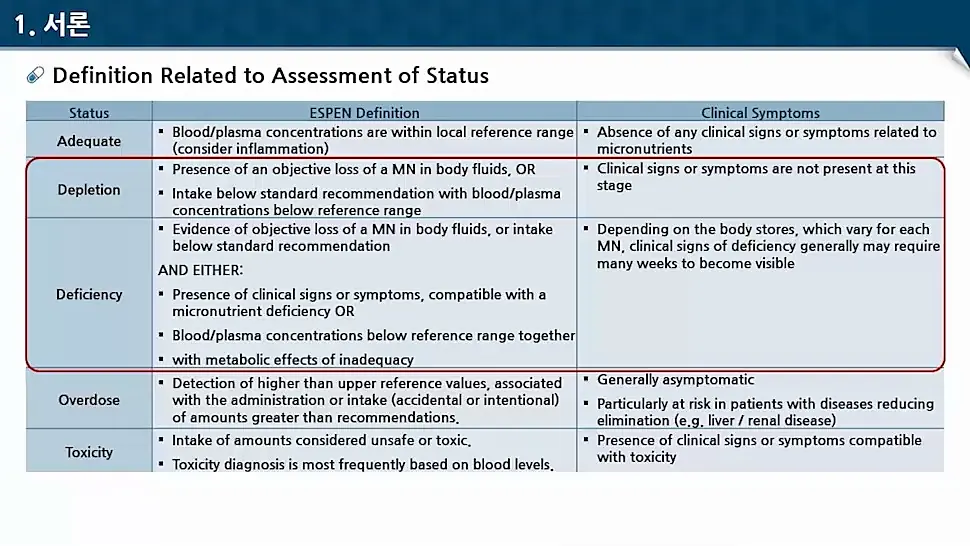 1. 서론
Definition Related to Assessment of Status
Status
ESPEN Definition
Clinical Symptoms
Adequate
▪ Blood/plasma concentrations are within local reference range
(consider inflammation)
▪ Absence of any clinical signs or symptoms related to
micronutrients
Depletion
▪ Presence of an objective loss of a MN in body fluids, OR
▪ Intake below standard recommendation with blood/plasma
concentrations below reference range
▪ Clinical signs or symptoms are not present at this
stage
Deficiency
▪ Evidence of objective loss of a MN in body fluids, or intake
below standard recommendation
AND EITHER:
▪ Presence of clinical signs or symptoms, compatible with a
micronutrient deficiency OR
▪ Blood/plasma concentrations below reference range together
▪ with metabolic effects of inadequacy
▪ Depending on the body stores, which vary for each
MN, clinical signs of deficiency generally may require
many weeks to become visible
Overdose
▪ Detection of higher than upper reference values, associated
with the administration or intake (accidental or intentional)
of amounts greater than recommendations.
▪ Generally asymptomatic
▪ Particularly at risk in patients with diseases reducing
elimination (e.g. liver / renal disease)
Toxicity
▪ Intake of amounts considered unsafe or toxic.
▪ Toxicity diagnosis is most frequently based on blood levels.
▪ Presence of clinical signs or symptoms compatible
with toxicity